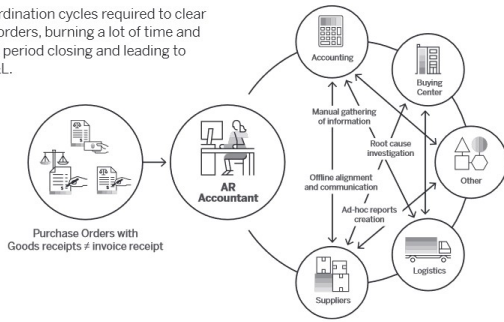 rdination cycles required to clear
orders, burning a lot of time and
period closing and leading to
L.
Accounting
Buying
Center
Manual gathering
of information
Root cause
investigation
Other
AR
Accountant
Offline alignment
and communication
Ad-hoc reports
creation
Purchase Orders with
Goods receipts ≠ invoice receipt
Logistics
Suppliers